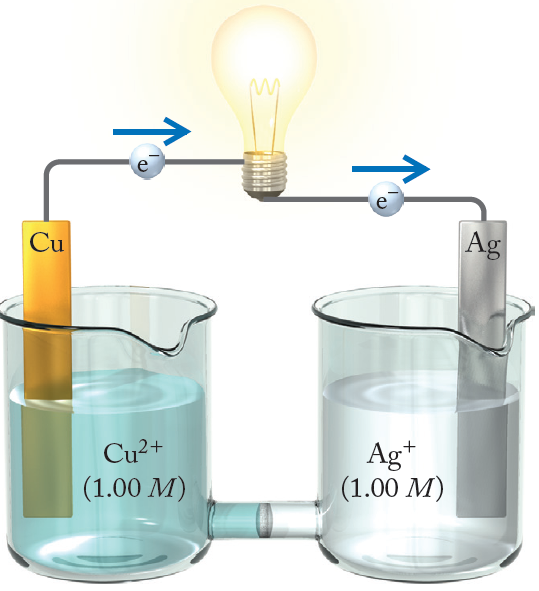 e⁻
e⁻
Cu
Ag
Cu²⁺
(1.00 M)
Ag⁺
(1.00 M)